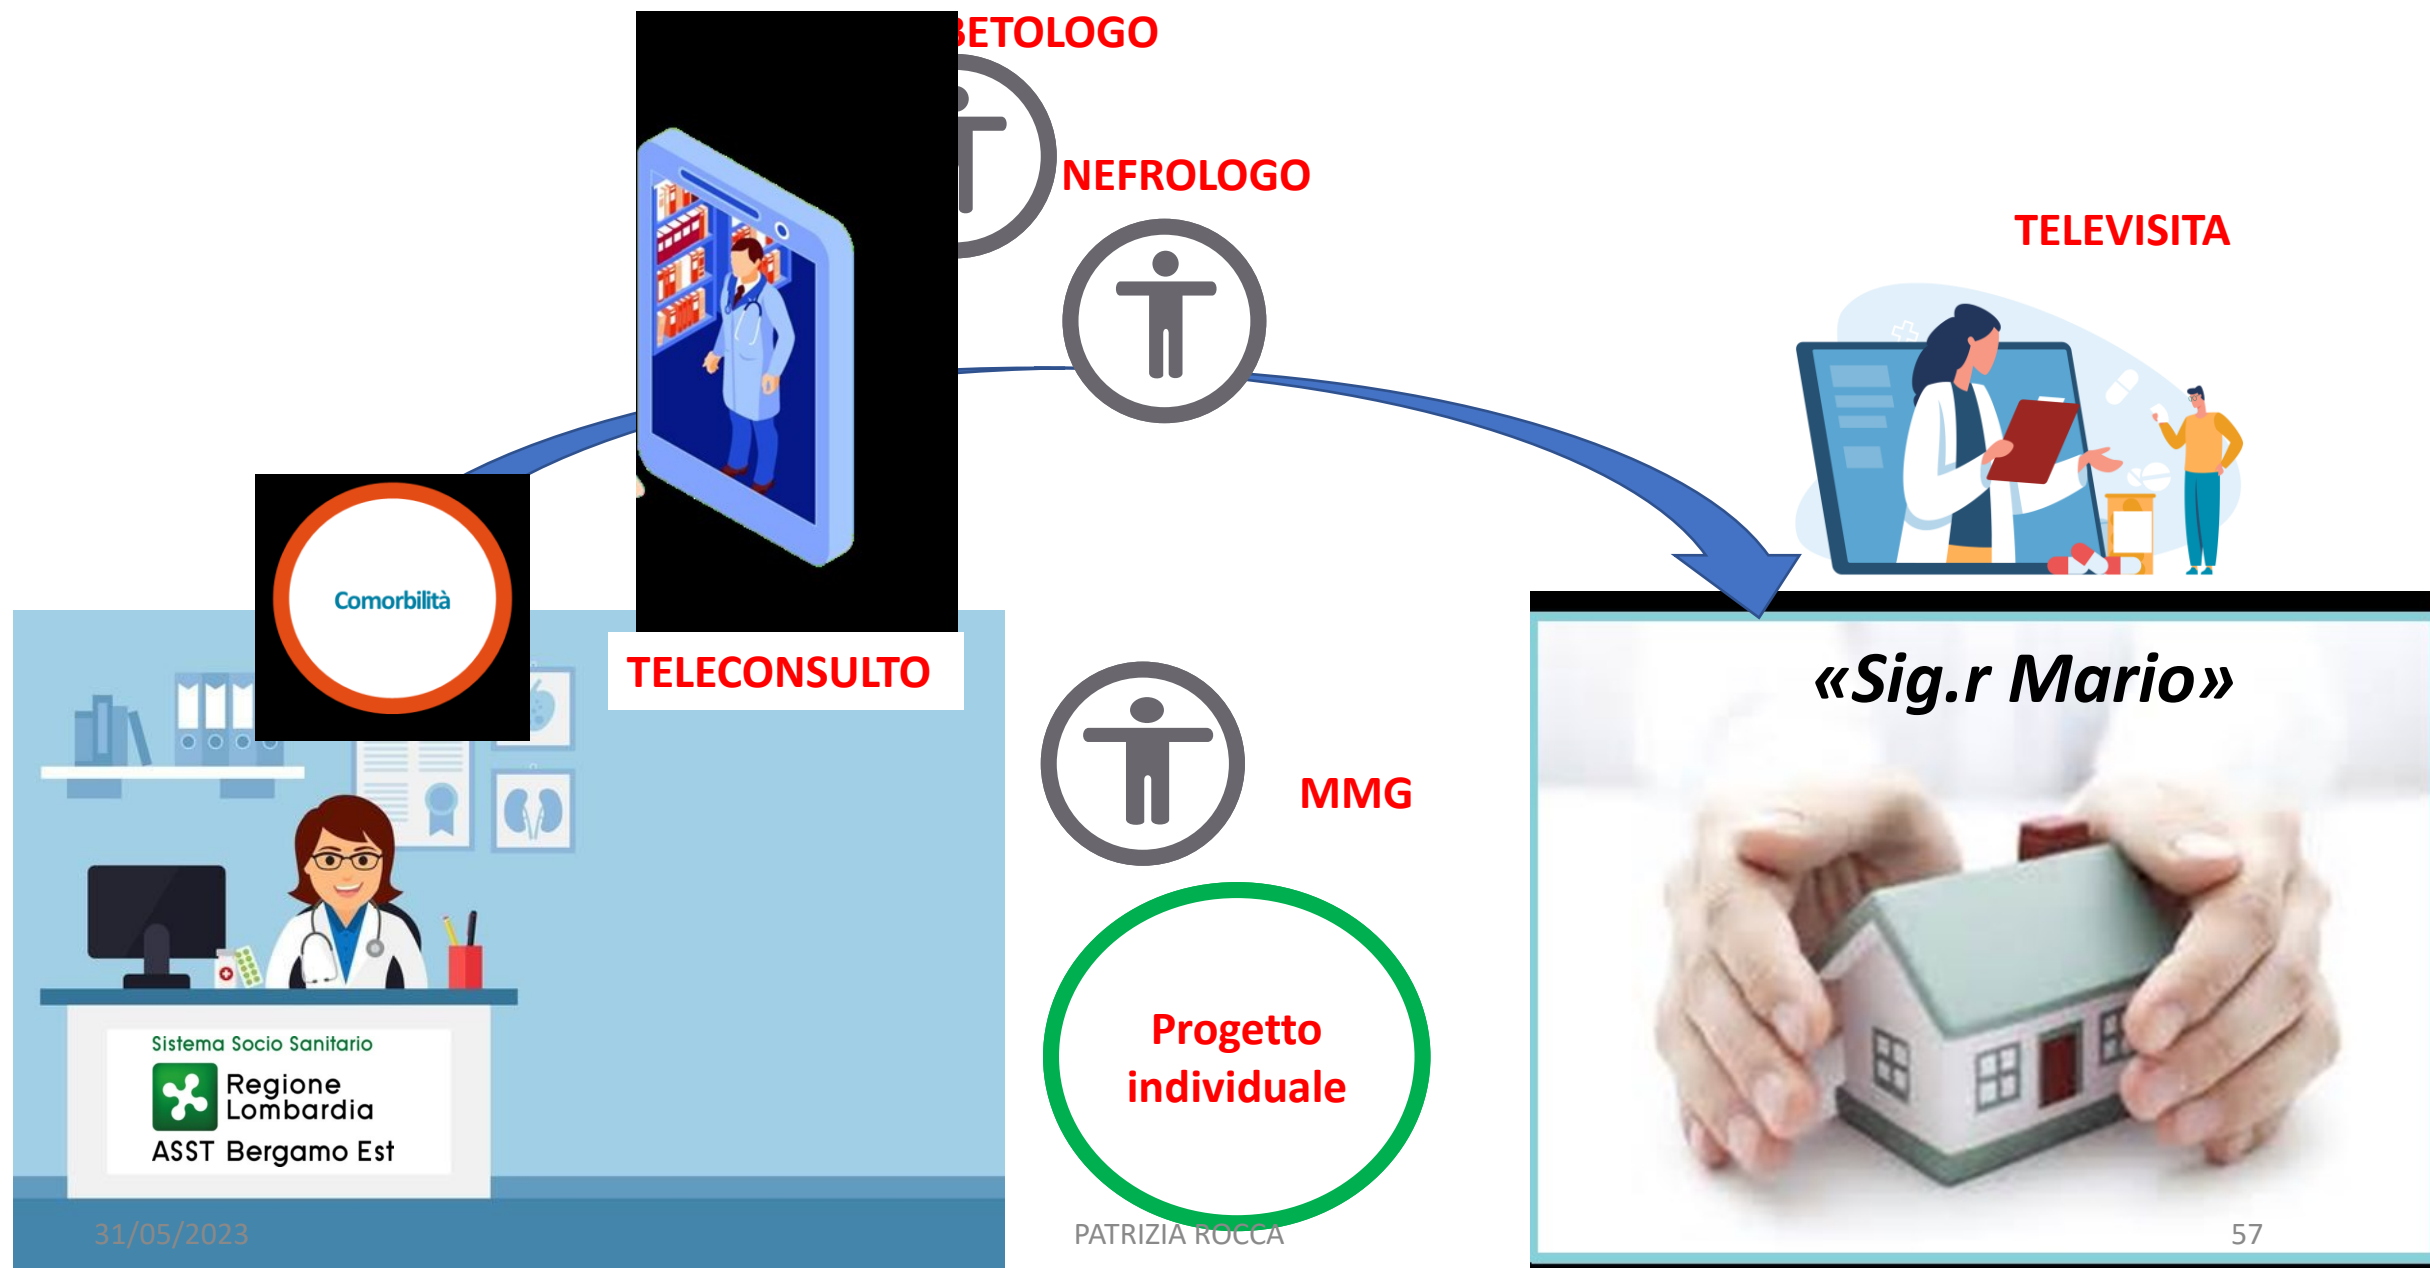 BETOLOGO
NEFROLOGO
TELEVISITA
Comorbilità
TELECONSULTO
«Sig.r Mario»
MMG
Progetto
individuale
Sistema Socio Sanitario
Regione
Lombardia
ASST Bergamo Est
31/05/2023
PATRIZIA ROCCA
57